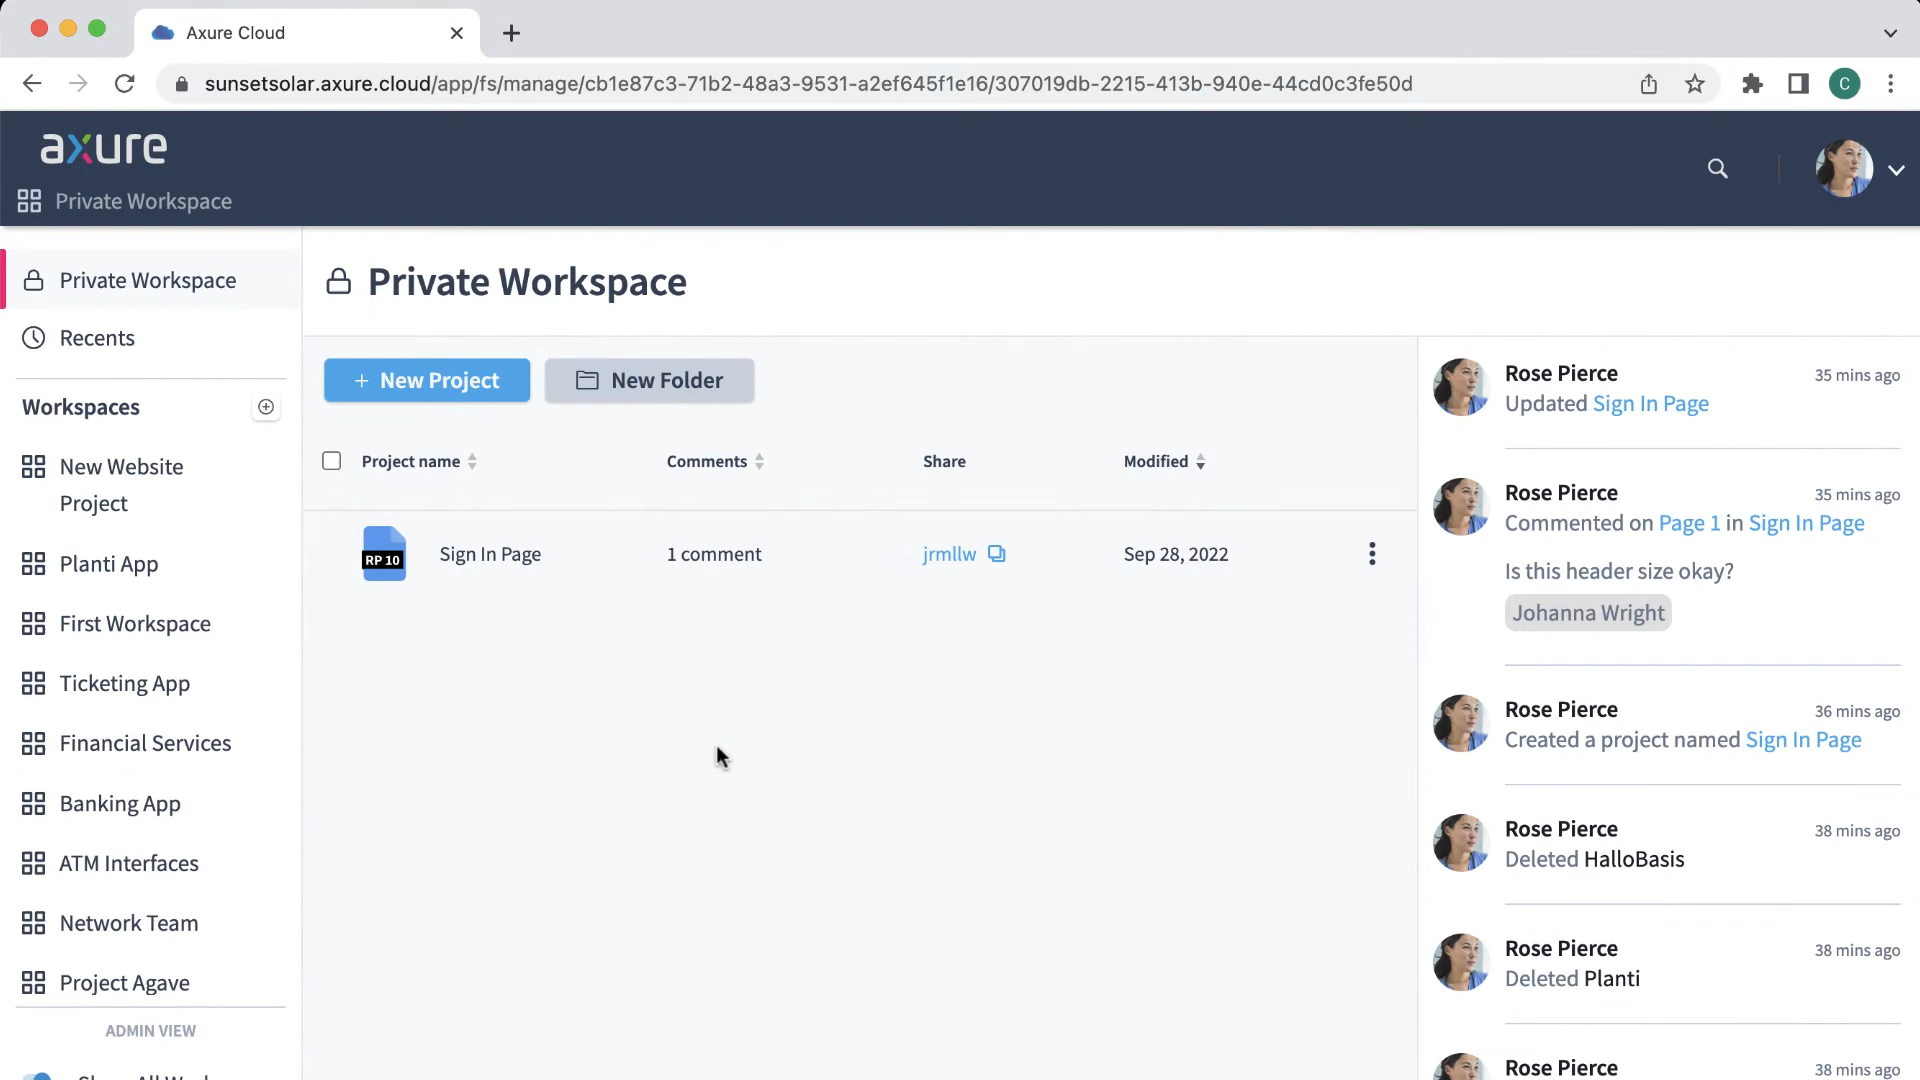 Axure Cloud
sunsetsolar.axure.cloud/app/fs/manage/cb1e87c3-71b2-48a3-9531-a2ef645f1e16/307019db-2215-413b-940e-44cd0c3fe50d
C
axure
Private Workspace
Private Workspace
Recents
Workspaces
New Website
Project
Planti App
First Workspace
Ticketing App
Financial Services
Banking App
ATM Interfaces
Network Team
Project Agave
ADMIN VIEW
Private Workspace
+ New Project
New Folder
Project name
Comments
Share
Modified
RP 10
Sign In Page
1 comment
jrmllw
Sep 28, 2022
Rose Pierce
35 mins ago
Updated Sign In Page
Rose Pierce
35 mins ago
Commented on Page 1 in Sign In Page
Is this header size okay?
Johanna Wright
Rose Pierce
36 mins ago
Created a project named Sign In Page
Rose Pierce
38 mins ago
Deleted HalloBasis
Rose Pierce
38 mins ago
Deleted Planti
Rose Pierce
38 mins ago